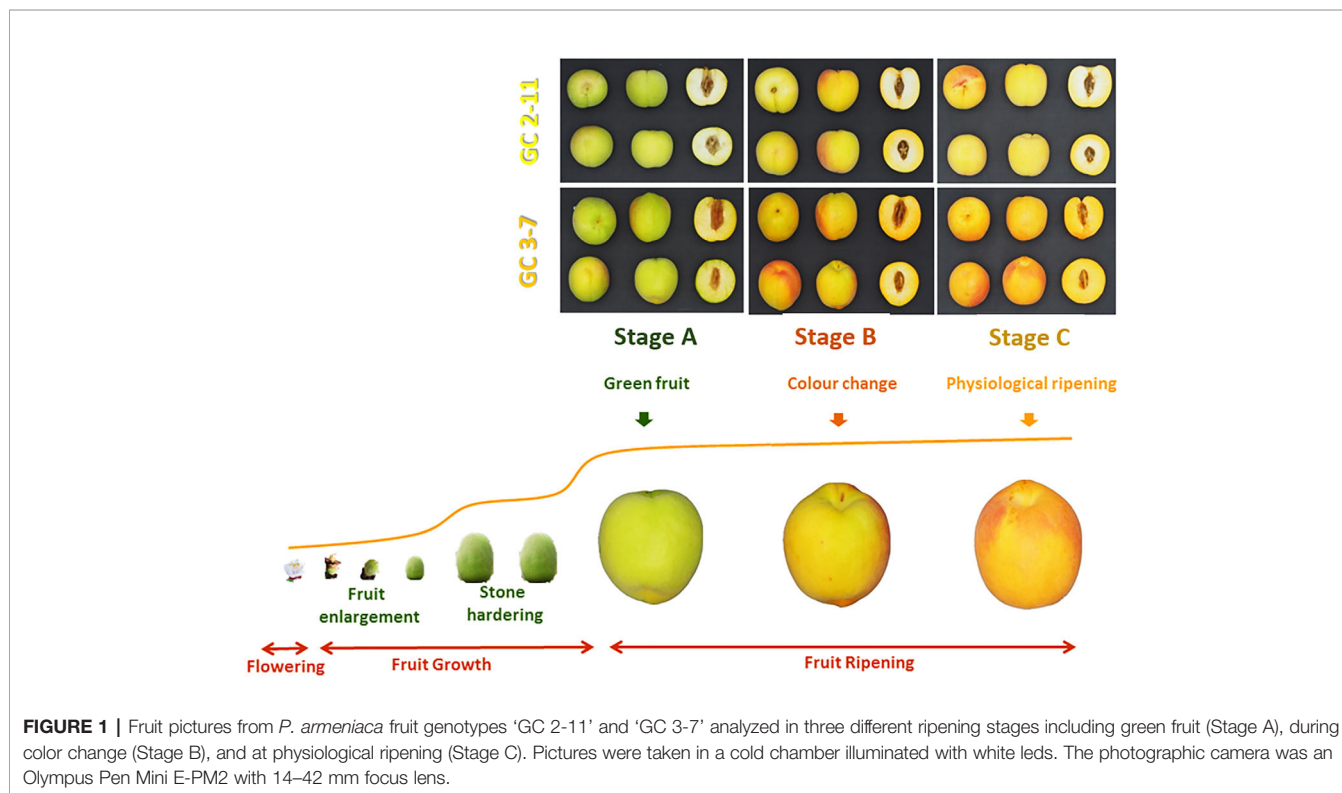 GC 2-11
GC 3-7
Stage A
Stage B
Stage C
Green fruit
Colour change
Physiological ripening
Fruit
enlargement
Stone
hardering
Flowering
Fruit Growth
Fruit Ripening
FIGURE 1 | Fruit pictures from P. armeniaca fruit genotypes ‘GC 2-11’ and ‘GC 3-7’ analyzed in three different ripening stages including green fruit (Stage A), during
color change (Stage B), and at physiological ripening (Stage C). Pictures were taken in a cold chamber illuminated with white leds. The photographic camera was an
Olympus Pen Mini E-PM2 with 14–42 mm focus lens.